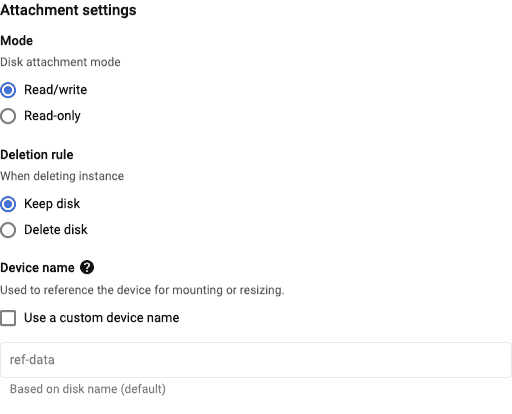 Attachment settings
Mode
Disk attachment mode
Read/write
Read-only
Deletion rule
When deleting instance
Keep disk
Delete disk
Device name ?
Used to reference the device for mounting or resizing.
Use a custom device name
ref-data
Based on disk name (default)